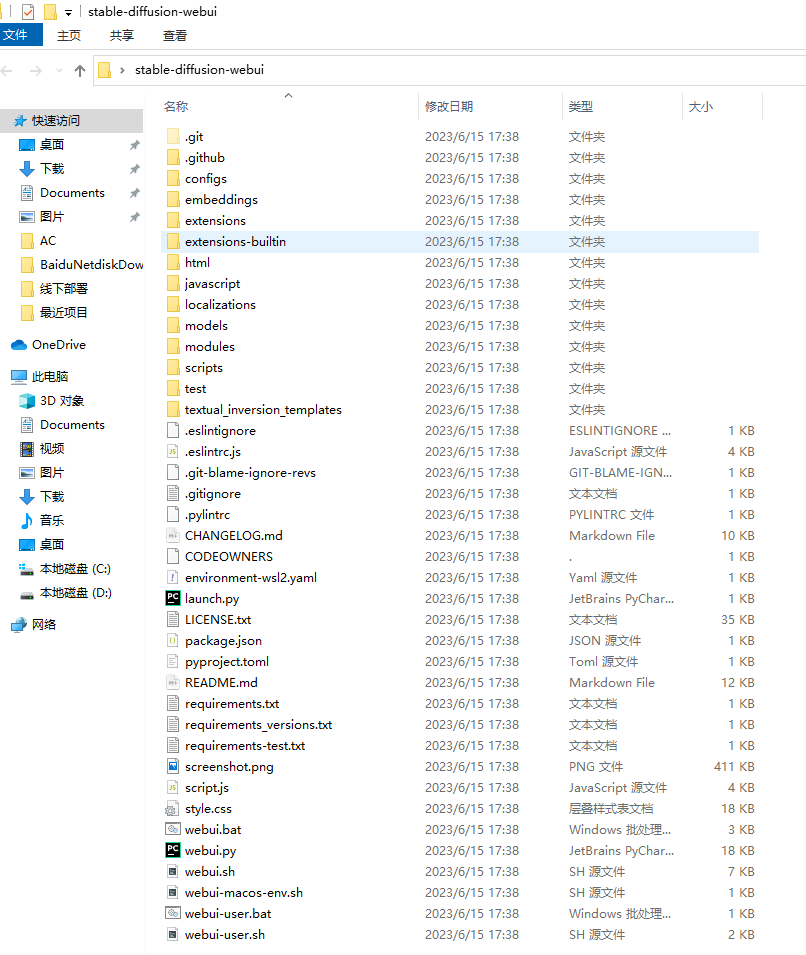 stable-diffusion-webui
文件 主页 共享 查看
stable-diffusion-webui
名称 修改日期 类型 大小
快速访问
桌面
下载
Documents
图片
AC
BaiduNetdiskDow
线下部署
最近项目
OneDrive
此电脑
3D 对象
Documents
视频
图片
下载
音乐
桌面
本地磁盘 (C:)
本地磁盘 (D:)
网络
.git 2023/6/15 17:38 文件夹
.github 2023/6/15 17:38 文件夹
configs 2023/6/15 17:38 文件夹
embeddings 2023/6/15 17:38 文件夹
extensions 2023/6/15 17:38 文件夹
extensions-builtin 2023/6/15 17:38 文件夹
html 2023/6/15 17:38 文件夹
javascript 2023/6/15 17:38 文件夹
localizations 2023/6/15 17:38 文件夹
models 2023/6/15 17:38 文件夹
modules 2023/6/15 17:38 文件夹
scripts 2023/6/15 17:38 文件夹
test 2023/6/15 17:38 文件夹
textual_inversion_templates 2023/6/15 17:38 文件夹
.eslintignore 2023/6/15 17:38 ESLINTIGNORE ... 1 KB
.eslintrc.js 2023/6/15 17:38 JavaScript 源文件 4 KB
.git-blame-ignore-revs 2023/6/15 17:38 GIT-BLAME-IGN... 1 KB
.gitignore 2023/6/15 17:38 文本文档 1 KB
.pylintrc 2023/6/15 17:38 PYLINTRC 文件 1 KB
CHANGELOG.md 2023/6/15 17:38 Markdown File 10 KB
CODEOWNERS 2023/6/15 17:38 . 1 KB
environment-wsl2.yaml 2023/6/15 17:38 Yaml 源文件 1 KB
launch.py 2023/6/15 17:38 JetBrains PyChar... 1 KB
LICENSE.txt 2023/6/15 17:38 文本文档 35 KB
package.json 2023/6/15 17:38 JSON 源文件 1 KB
pyproject.toml 2023/6/15 17:38 Toml 源文件 1 KB
README.md 2023/6/15 17:38 Markdown File 12 KB
requirements.txt 2023/6/15 17:38 文本文档 1 KB
requirements_versions.txt 2023/6/15 17:38 文本文档 1 KB
requirements-test.txt 2023/6/15 17:38 文本文档 1 KB
screenshot.png 2023/6/15 17:38 PNG 文件 411 KB
script.js 2023/6/15 17:38 JavaScript 源文件 4 KB
style.css 2023/6/15 17:38 层叠样式表文档 18 KB
webui.bat 2023/6/15 17:38 Windows 批处理... 3 KB
webui.py 2023/6/15 17:38 JetBrains PyChar... 18 KB
webui.sh 2023/6/15 17:38 SH 源文件 7 KB
webui-macos-env.sh 2023/6/15 17:38 SH 源文件 1 KB
webui-user.bat 2023/6/15 17:38 Windows 批处理... 1 KB
webui-user.sh 2023/6/15 17:38 SH 源文件 2 KB